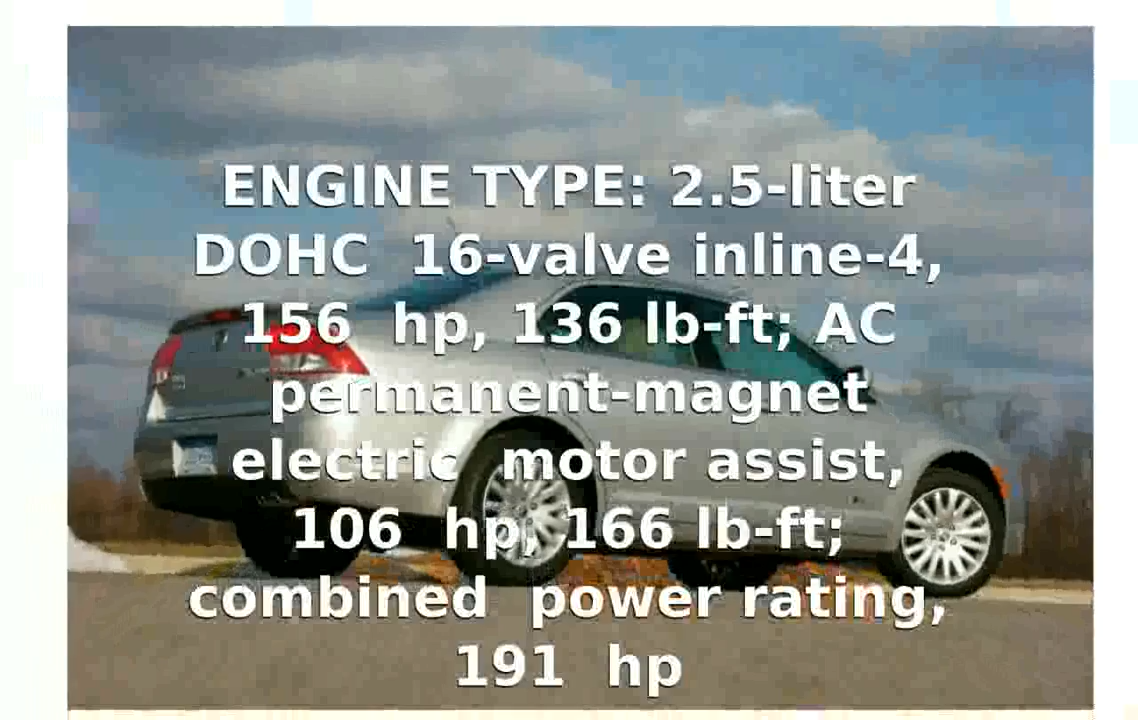 ENGINE TYPE: 2.5-liter
DOHC 16-valve inline-4,
156 hp, 136 lb-ft; AC
permanent-magnet
electric motor assist,
106 hp, 166 lb-ft;
combined power rating,
191 hp